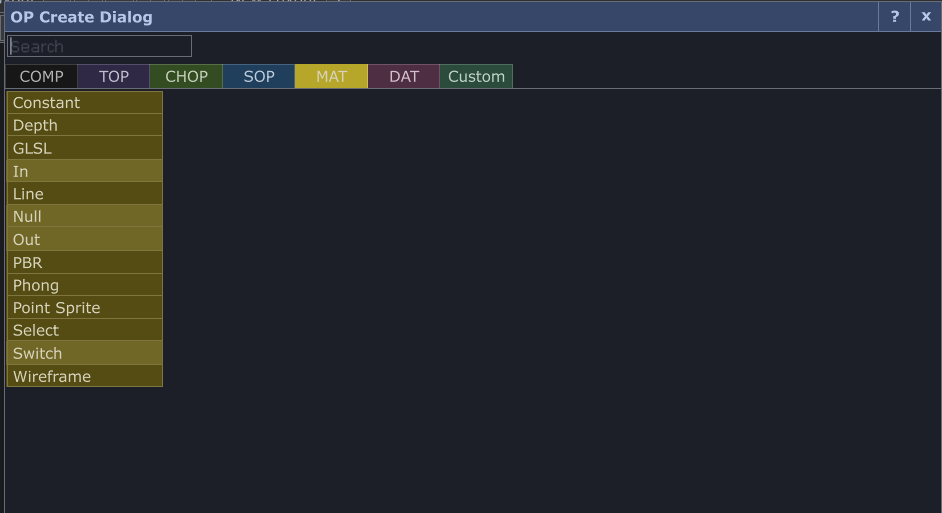 OP Create Dialog ? x
Search
COMP TOP CHOP SOP MAT DAT Custom
Constant
Depth
GLSL
In
Line
Null
Out
PBR
Phong
Point Sprite
Select
Switch
Wireframe